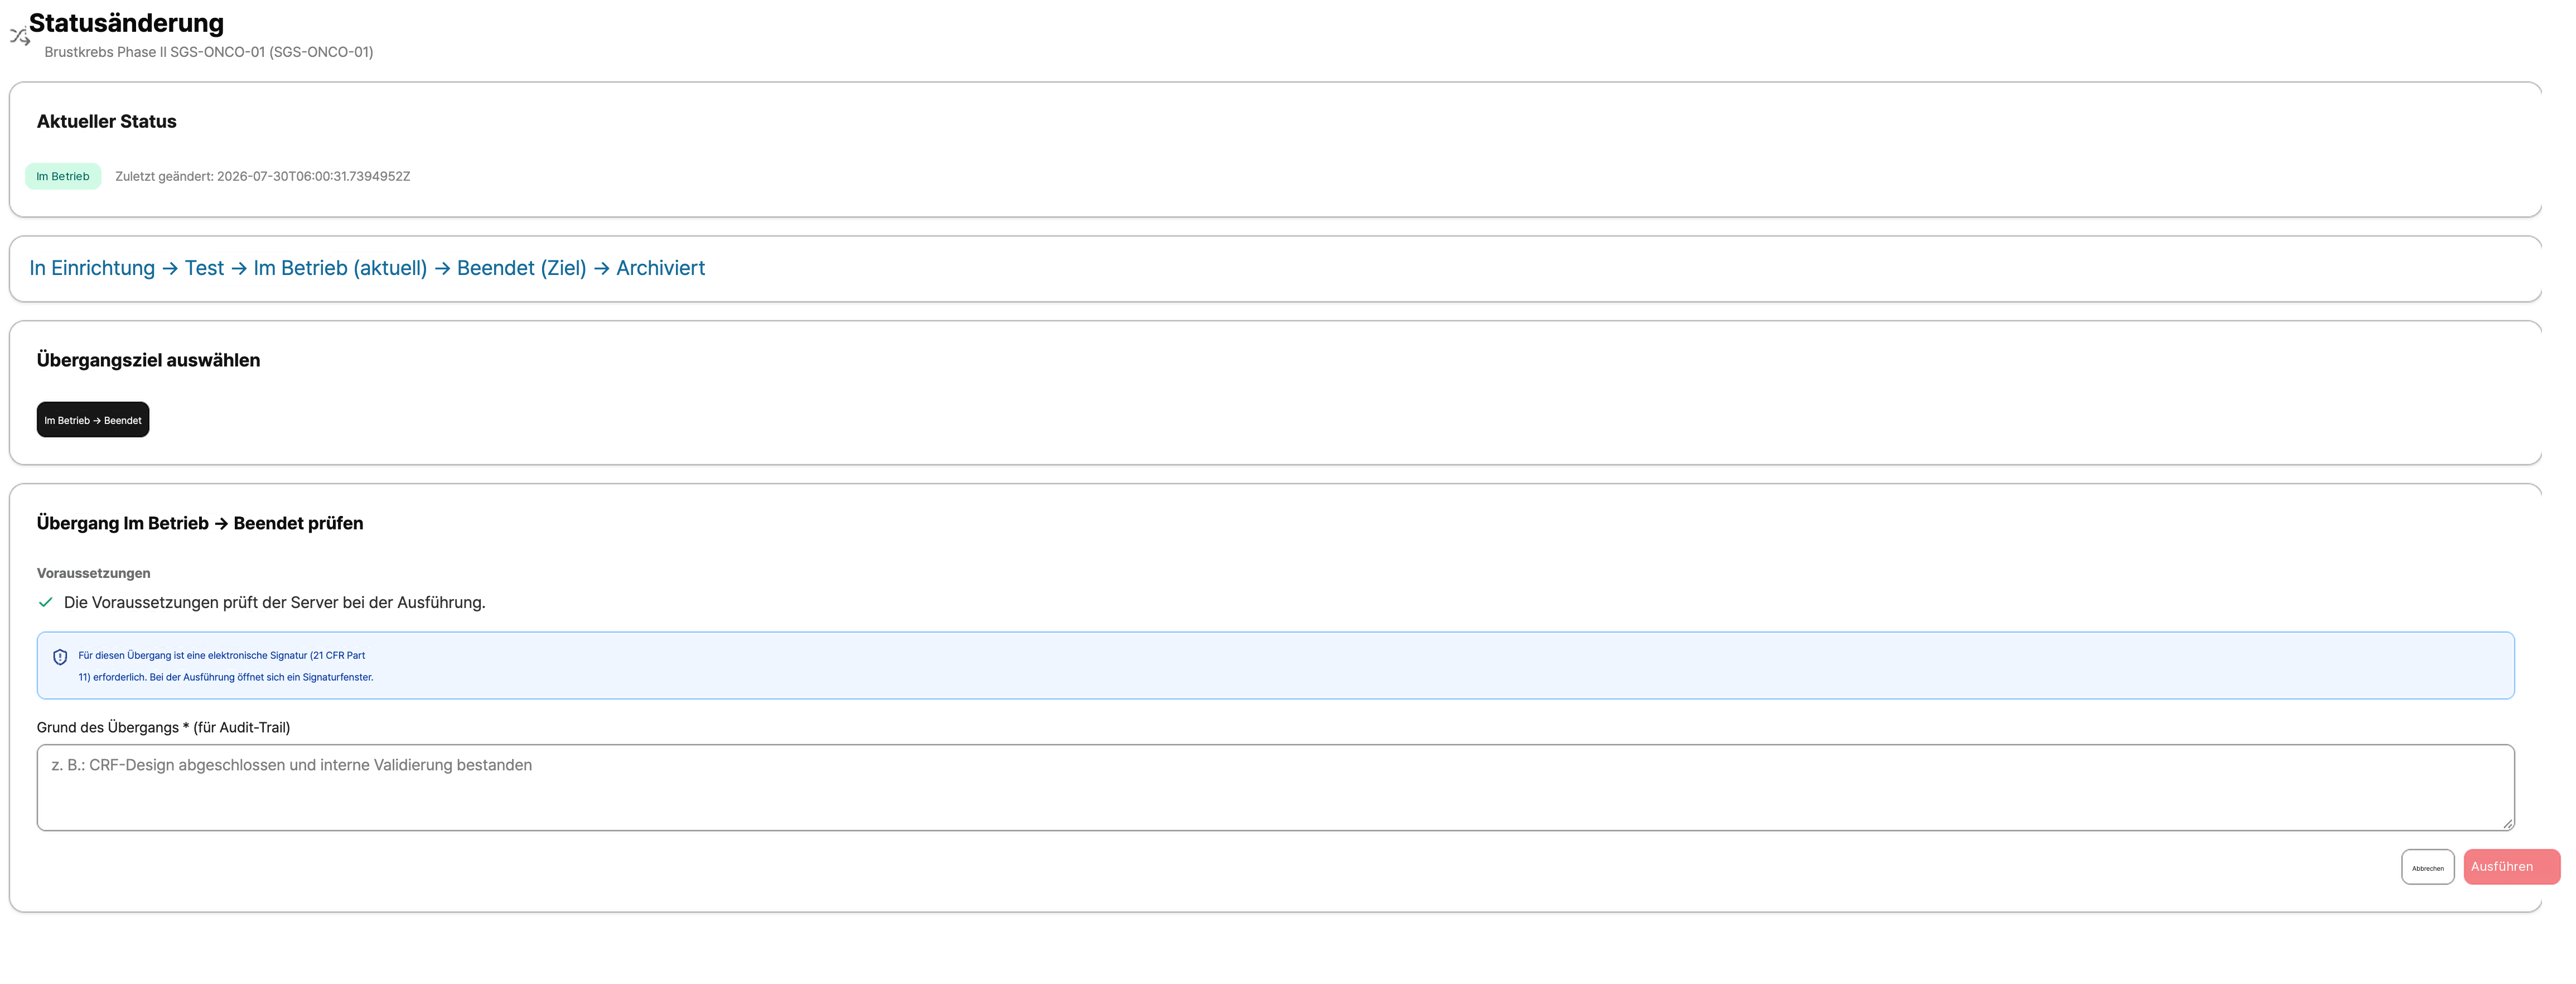 Statusänderung
Brustkrebs Phase II SGS-ONCO-01 (SGS-ONCO-01)
Aktueller Status
Im Betrieb Zuletzt geändert: 2026-07-30T06:00:31.7394952Z
In Einrichtung → Test → Im Betrieb (aktuell) → Beendet (Ziel) → Archiviert
Übergangsziel auswählen
Im Betrieb → Beendet
Übergang Im Betrieb → Beendet prüfen
Voraussetzungen
Die Voraussetzungen prüft der Server bei der Ausführung.
Für diesen Übergang ist eine elektronische Signatur (21 CFR Part
11) erforderlich. Bei der Ausführung öffnet sich ein Signaturfenster.
Grund des Übergangs * (für Audit-Trail)
z. B.: CRF-Design abgeschlossen und interne Validierung bestanden
Abbrechen Ausführen